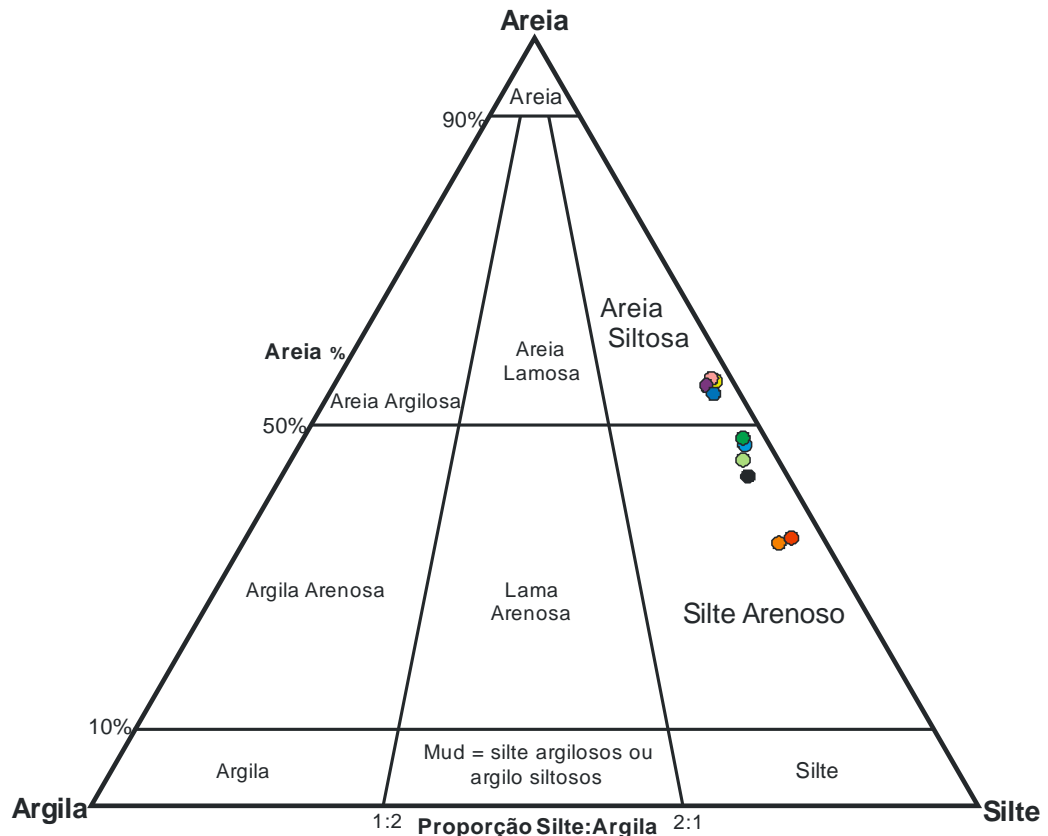 Areia
Areia
90%
Areia
Siltosa
Areia %
Areia
Lamosa
Areia Argilosa
50%
Argila Arenosa
Lama
Arenosa
Silte Arenoso
10%
Argila
Mud = silte argilosos ou
argilo siltosos
Silte
Argila
1:2
Proporção Silte:Argila
2:1
Silte